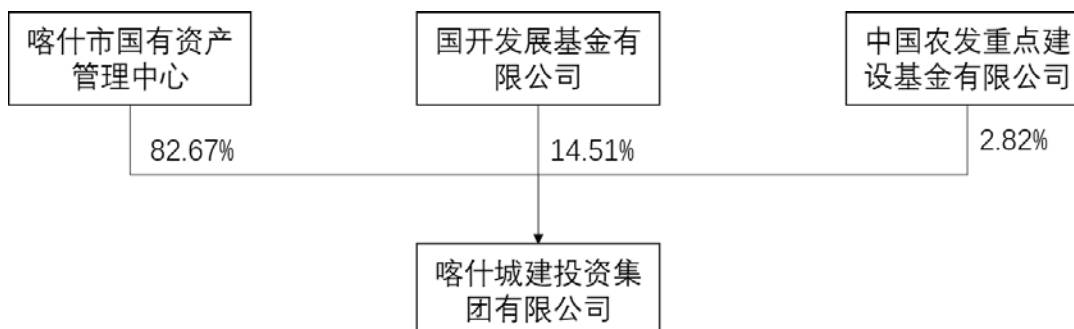 喀什市国有资产
管理中心
国开发展基金有
限公司
中国农发重点建
设基金有限公司
82.67%
14.51%
2.82%
喀什城建投资集
团有限公司